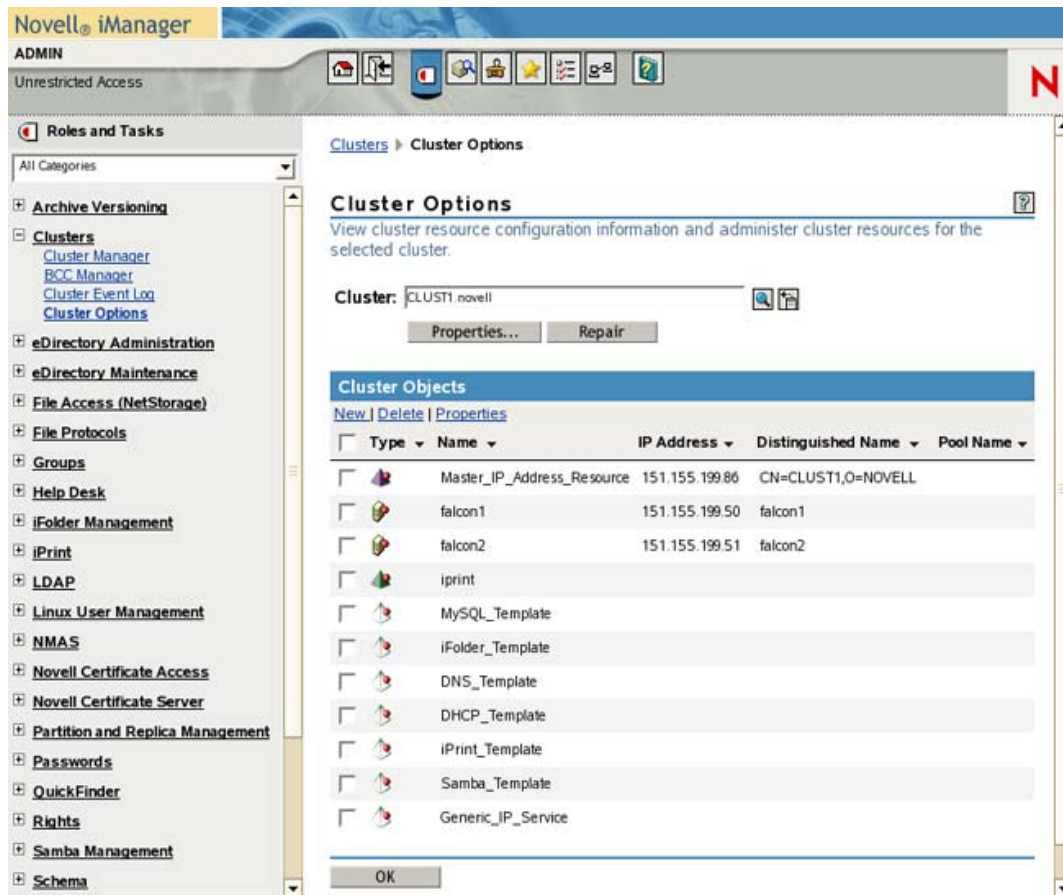 Novell® iManager
ADMIN
Unrestricted Access
N
Roles and Tasks
All Categories
Archive Versioning
Clusters
Cluster Manager
BCC Manager
Cluster Event Log
Cluster Options
eDirectory Administration
eDirectory Maintenance
File Access (NetStorage)
File Protocols
Groups
Help Desk
iFolder Management
iPrint
LDAP
Linux User Management
NMAS
Novell Certificate Access
Novell Certificate Server
Partition and Replica Management
Passwords
QuickFinder
Rights
Samba Management
Schema
Clusters Cluster Options
Cluster Options
View cluster resource configuration information and administer cluster resources for the
selected cluster.
Cluster: CLUST1.novell
Properties... Repair
Cluster Objects
New | Delete | Properties
Type Name IP Address Distinguished Name Pool Name
Master_IP_Address_Resource 151.155.199.86 CN=CLUST1,O=NOVELL
falcon1 151.155.199.50 falcon1
falcon2 151.155.199.51 falcon2
iprint
MySQL_Template
iFolder_Template
DNS_Template
DHCP_Template
iPrint_Template
Samba_Template
Generic_IP_Service
OK